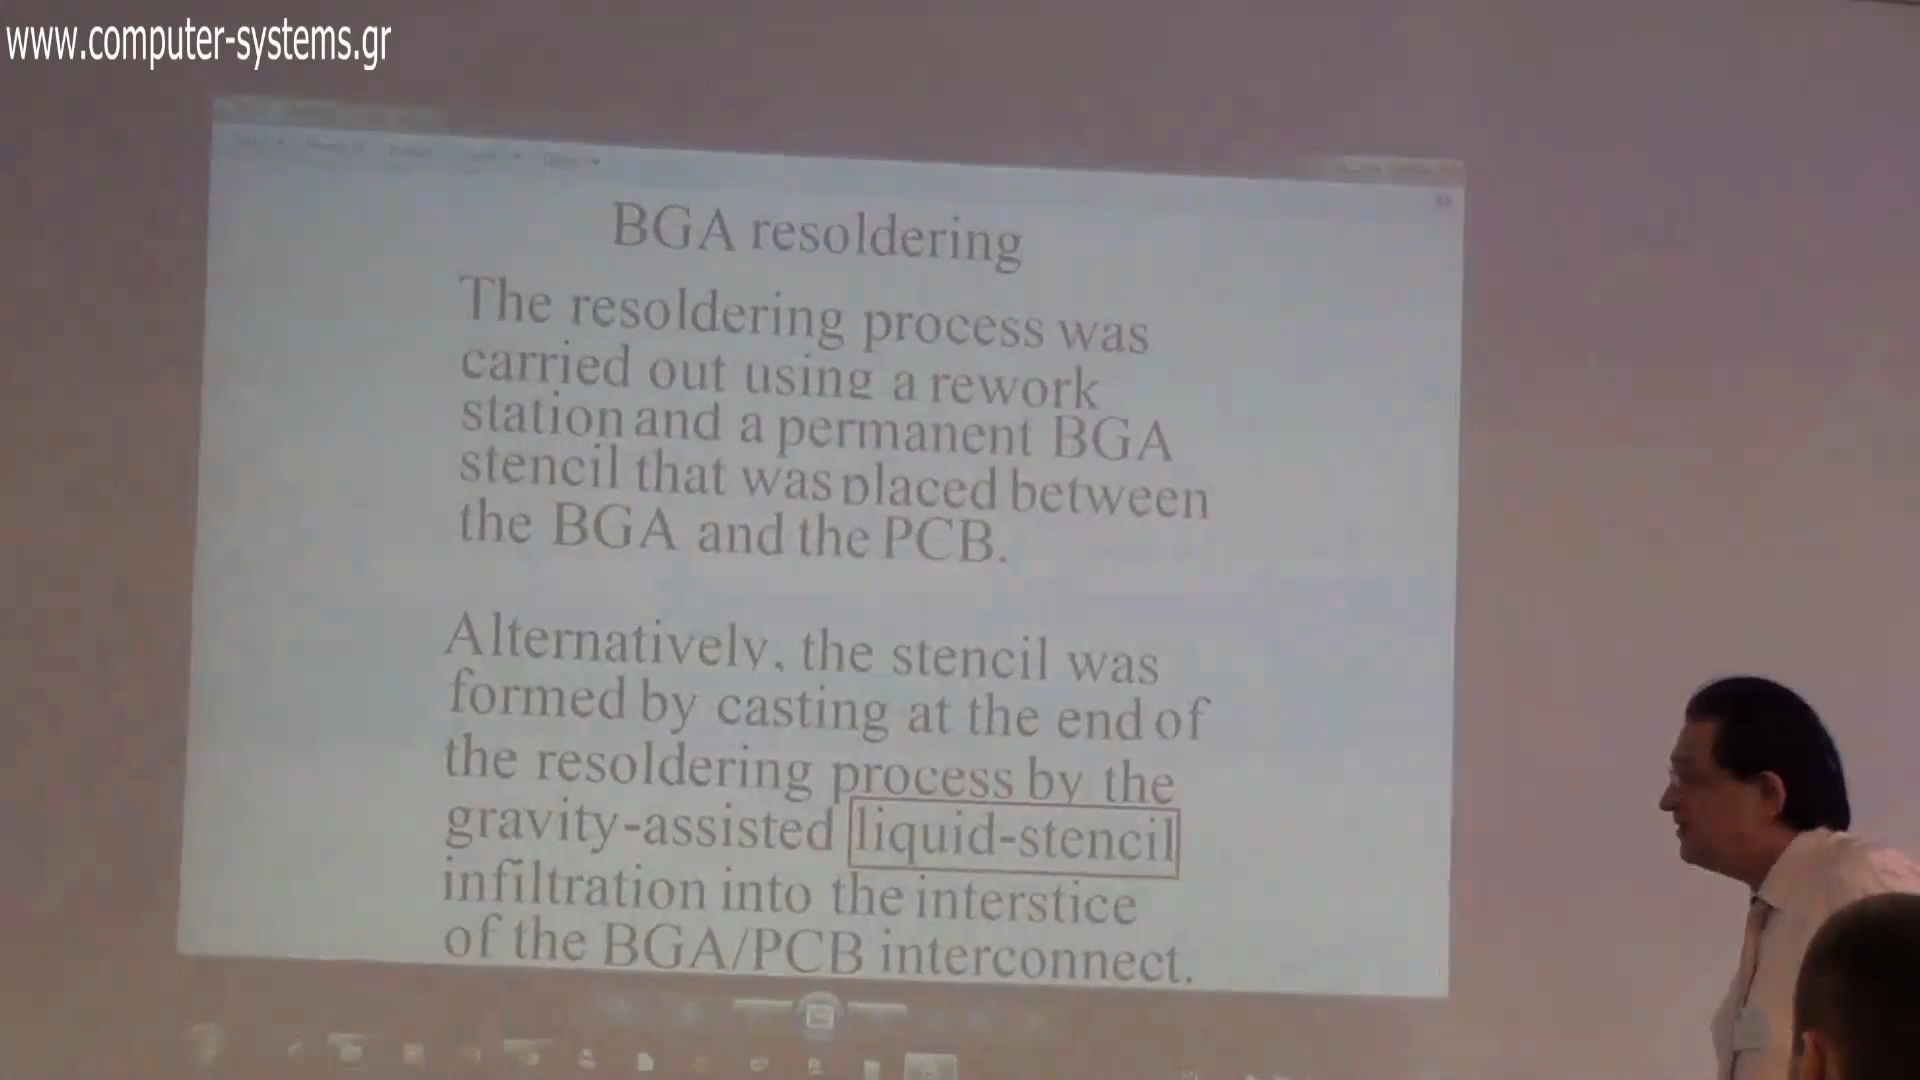 www.computer-systems.gr
BGA resoldering
The resoldering process was
carried out using a rework
station and a permanent BGA
stencil that was placed between
the BGA and the PCB.
Alternatively, the stencil was
formed by casting at the end of
the resoldering process by the
gravity-assisted liquid-stencil
infiltration into the interstice
of the BGA/PCB interconnect.